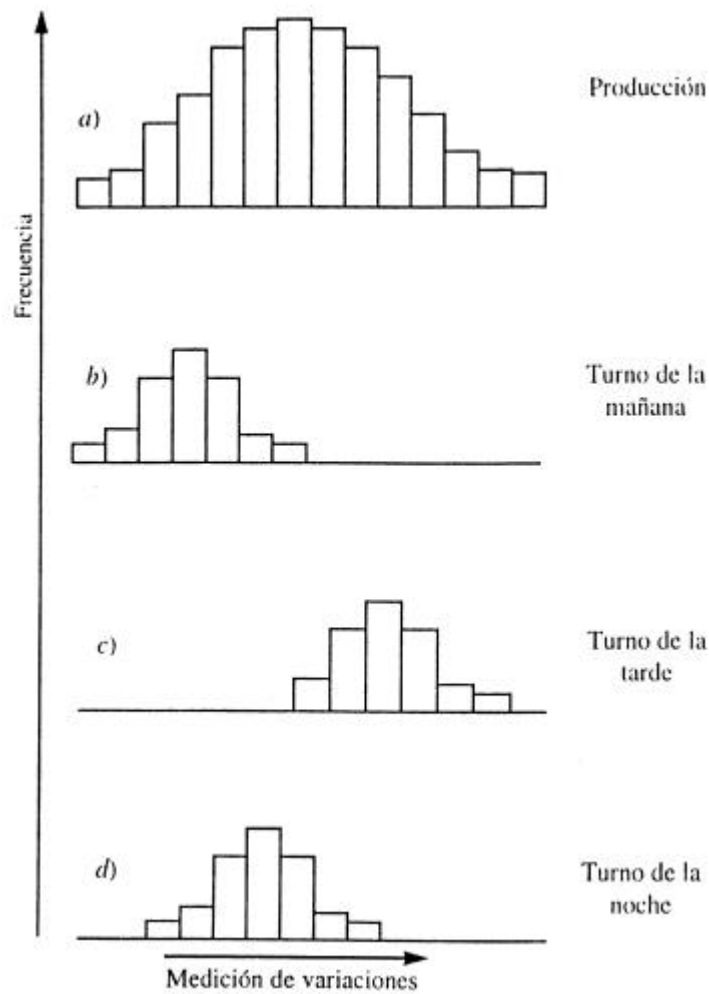 Frecuencia
a)
Producción
b)
Turno de la
mañana
c)
Turno de la
tarde
d)
Turno de la
noche
Medición de variaciones